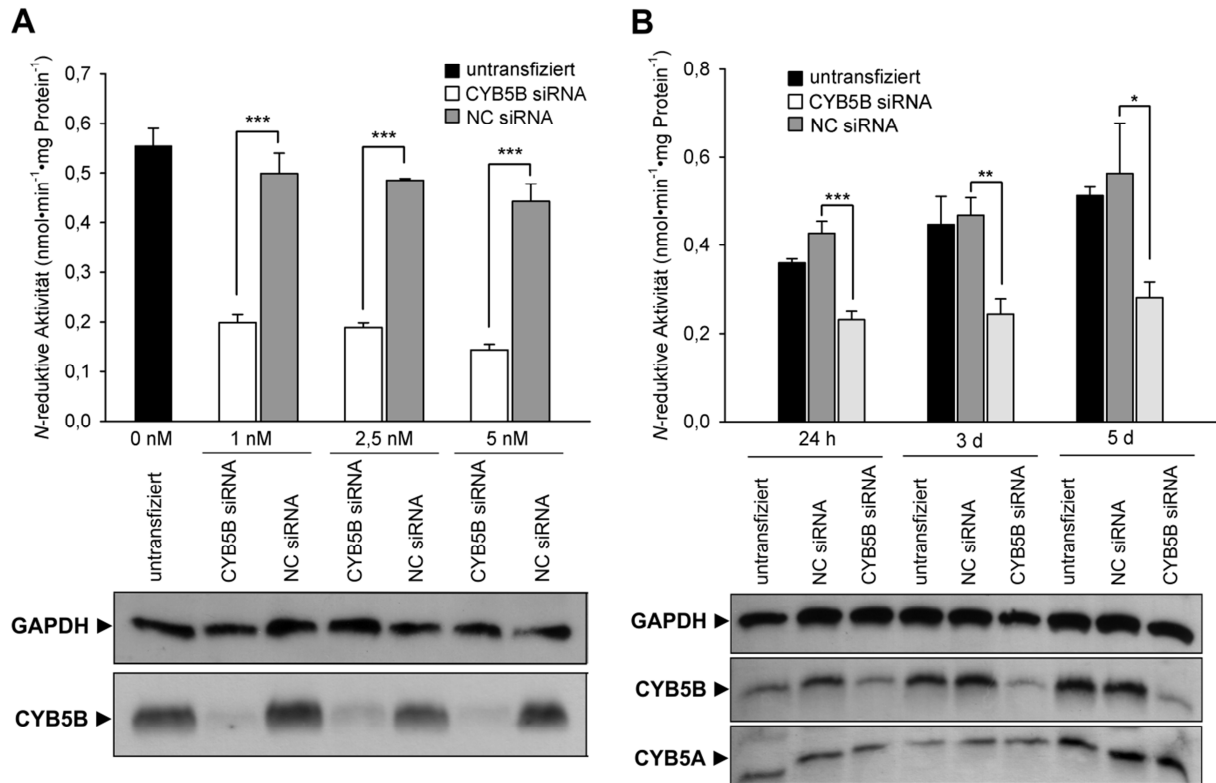 A
N-reduktive Aktivität (nmol•min⁻¹•mg Protein⁻¹)
0,7
0,6
0,5
0,4
0,3
0,2
0,1
0,0
untransfiziert
CYB5B siRNA
NC siRNA
***
***
***
0 nM
1 nM
2,5 nM
5 nM
untransfiziert
CYB5B siRNA
NC siRNA
CYB5B siRNA
NC siRNA
CYB5B siRNA
NC siRNA
GAPDH
CYB5B
B
N-reduktive Aktivität (nmol•min⁻¹•mg Protein⁻¹)
0,8
0,6
0,4
0,2
0,0
untransfiziert
CYB5B siRNA
NC siRNA
***
**
*
24 h
3 d
5 d
untransfiziert
NC siRNA
CYB5B siRNA
untransfiziert
NC siRNA
CYB5B siRNA
untransfiziert
NC siRNA
CYB5B siRNA
GAPDH
CYB5B
CYB5A